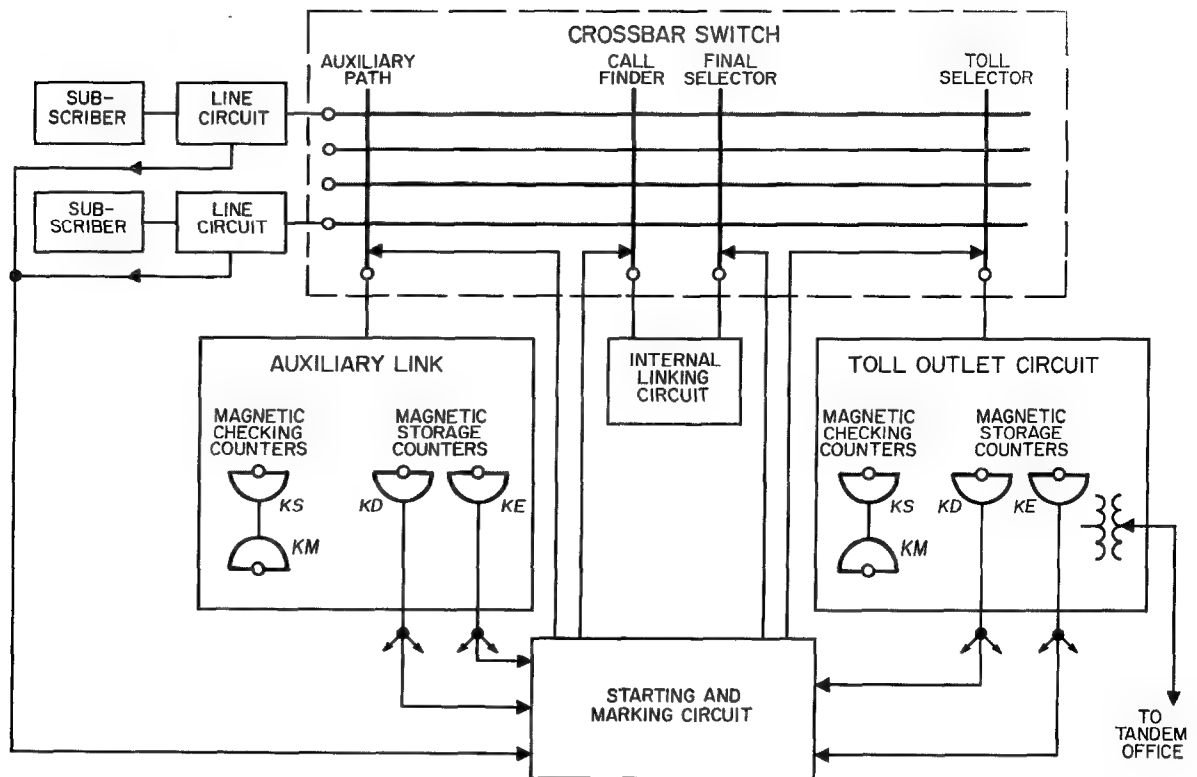 CROSSBAR SWITCH
AUXILIARY
PATH
CALL
FINDER
FINAL
SELECTOR
TOLL
SELECTOR
SUB-
SCRIBER
LINE
CIRCUIT
SUB-
SCRIBER
LINE
CIRCUIT
AUXILIARY LINK
MAGNETIC
CHECKING
COUNTERS
MAGNETIC
STORAGE
COUNTERS
KS
KD
KE
KM
INTERNAL
LINKING
CIRCUIT
TOLL OUTLET CIRCUIT
MAGNETIC
CHECKING
COUNTERS
MAGNETIC
STORAGE
COUNTERS
KS
KD
KE
KM
STARTING AND
MARKING CIRCUIT
TO
TANDEM
OFFICE